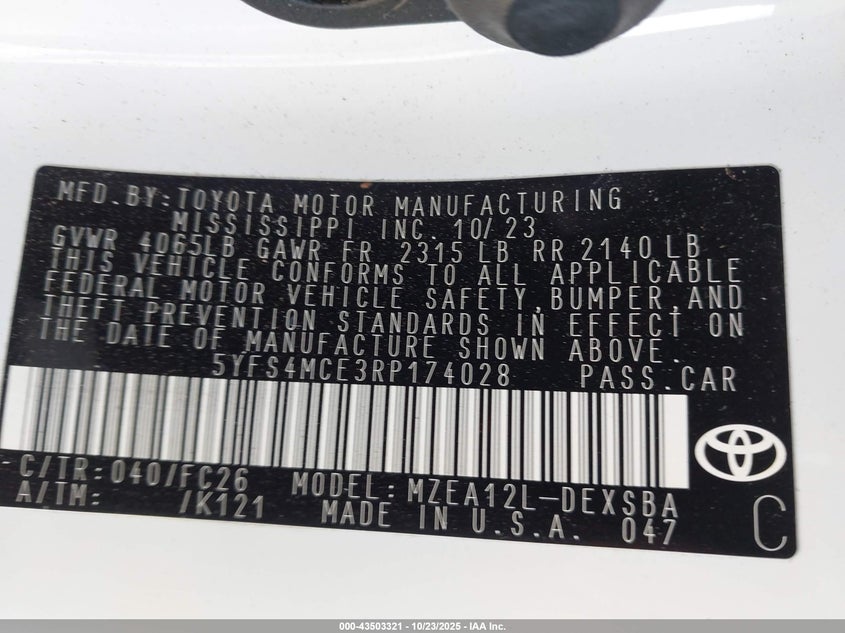 MFD. BY: TOYOTA MOTOR MANUFACTURING
MISSISSIPPI INC. 10/23
GVWR 4065LB GAWR FR 2315 LB RR 2140 LB
THIS VEHICLE CONFORMS TO ALL APPLICABLE
FEDERAL MOTOR VEHICLE SAFETY, BUMPER, AND
THEFT PREVENTION STANDARDS IN EFFECT ON
THE DATE OF MANUFACTURE SHOWN ABOVE.
5YFS4MCE3RP174028 PASS. CAR
C/TR: 040/FC26 MODEL: MZEA12L-DEXSBA
A/TM: /K121 MADE IN U.S.A. 047 C
000-43503321 - 10/23/2025 - IAA Inc.